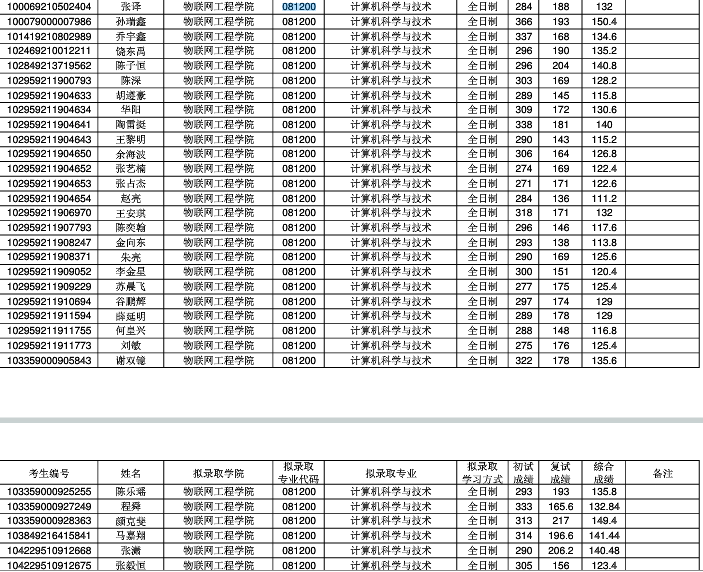 100069210502404 张译 物联网工程学院 081200 计算机科学与技术 全日制 284 188 132
100079000007986 孙瑞鑫 物联网工程学院 081200 计算机科学与技术 全日制 366 193 150.4
101419210802989 乔宇鑫 物联网工程学院 081200 计算机科学与技术 全日制 337 168 134.6
102469210012211 饶东禹 物联网工程学院 081200 计算机科学与技术 全日制 296 190 135.2
102849213719562 陈子恒 物联网工程学院 081200 计算机科学与技术 全日制 296 204 140.8
102959211900793 陈深 物联网工程学院 081200 计算机科学与技术 全日制 303 169 128.2
102959211904633 胡遵豪 物联网工程学院 081200 计算机科学与技术 全日制 289 145 115.8
102959211904634 华阳 物联网工程学院 081200 计算机科学与技术 全日制 309 172 130.6
102959211904641 陶雷挺 物联网工程学院 081200 计算机科学与技术 全日制 338 181 140
102959211904643 王黎明 物联网工程学院 081200 计算机科学与技术 全日制 290 143 115.2
102959211904650 余海波 物联网工程学院 081200 计算机科学与技术 全日制 306 164 126.8
102959211904652 张艺楠 物联网工程学院 081200 计算机科学与技术 全日制 274 169 122.4
102959211904653 张占杰 物联网工程学院 081200 计算机科学与技术 全日制 271 171 122.6
102959211904654 赵亮 物联网工程学院 081200 计算机科学与技术 全日制 284 136 111.2
102959211906970 王安琪 物联网工程学院 081200 计算机科学与技术 全日制 318 171 132
102959211907793 陈奕翰 物联网工程学院 081200 计算机科学与技术 全日制 296 146 117.6
102959211908247 金向东 物联网工程学院 081200 计算机科学与技术 全日制 293 138 113.8
102959211908371 朱亮 物联网工程学院 081200 计算机科学与技术 全日制 290 169 125.6
102959211909052 李金星 物联网工程学院 081200 计算机科学与技术 全日制 300 151 120.4
102959211909229 苏晨飞 物联网工程学院 081200 计算机科学与技术 全日制 277 175 125.4
102959211910694 谷鹏辉 物联网工程学院 081200 计算机科学与技术 全日制 297 174 129
102959211911594 薛延明 物联网工程学院 081200 计算机科学与技术 全日制 289 178 129
102959211911755 何皇兴 物联网工程学院 081200 计算机科学与技术 全日制 288 148 116.8
102959211911773 刘敏 物联网工程学院 081200 计算机科学与技术 全日制 275 176 125.4
103359000905843 谢双镱 物联网工程学院 081200 计算机科学与技术 全日制 322 178 135.6
考生编号 姓名 拟录取学院 拟录取专业代码 拟录取专业 拟录取学习方式 初试成绩 复试成绩 综合成绩 备注
103359000925255 陈乐瑶 物联网工程学院 081200 计算机科学与技术 全日制 293 193 135.8
103359000927249 程舜 物联网工程学院 081200 计算机科学与技术 全日制 333 165.6 132.84
103359000928363 颜克斐 物联网工程学院 081200 计算机科学与技术 全日制 313 217 149.4
103849216415841 马嘉翔 物联网工程学院 081200 计算机科学与技术 全日制 314 196.6 141.44
104229510912668 张潇 物联网工程学院 081200 计算机科学与技术 全日制 290 206.2 140.48
104229510912675 张毅恒 物联网工程学院 081200 计算机科学与技术 全日制 305 156 123.4